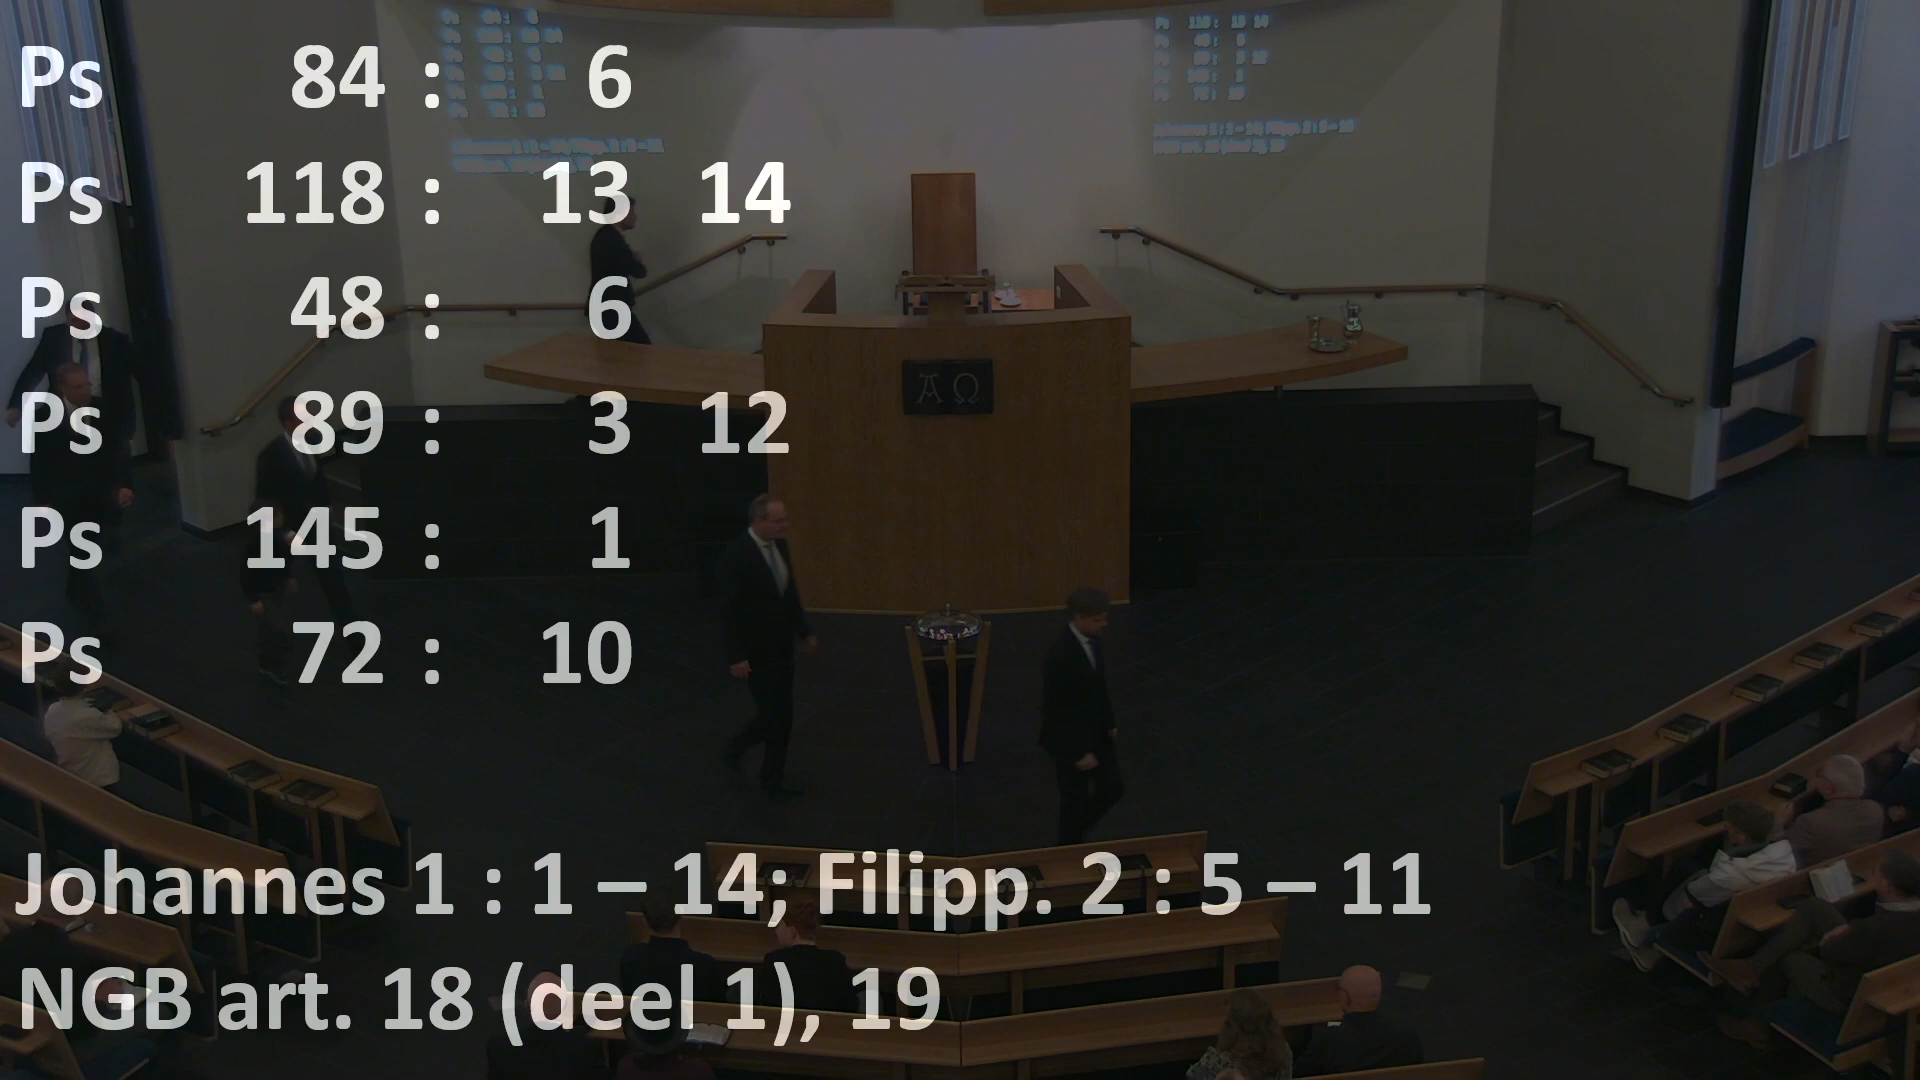 Ps 84 : 6
Ps 118 : 13 14
Ps 48 : 6
Ps 89 : 3 12
Ps 145 : 1
Ps 72 : 10
Johannes 1 : 1 – 14; Filipp. 2 : 5 – 11
NGB art. 18 (deel 1), 19
Α Ω